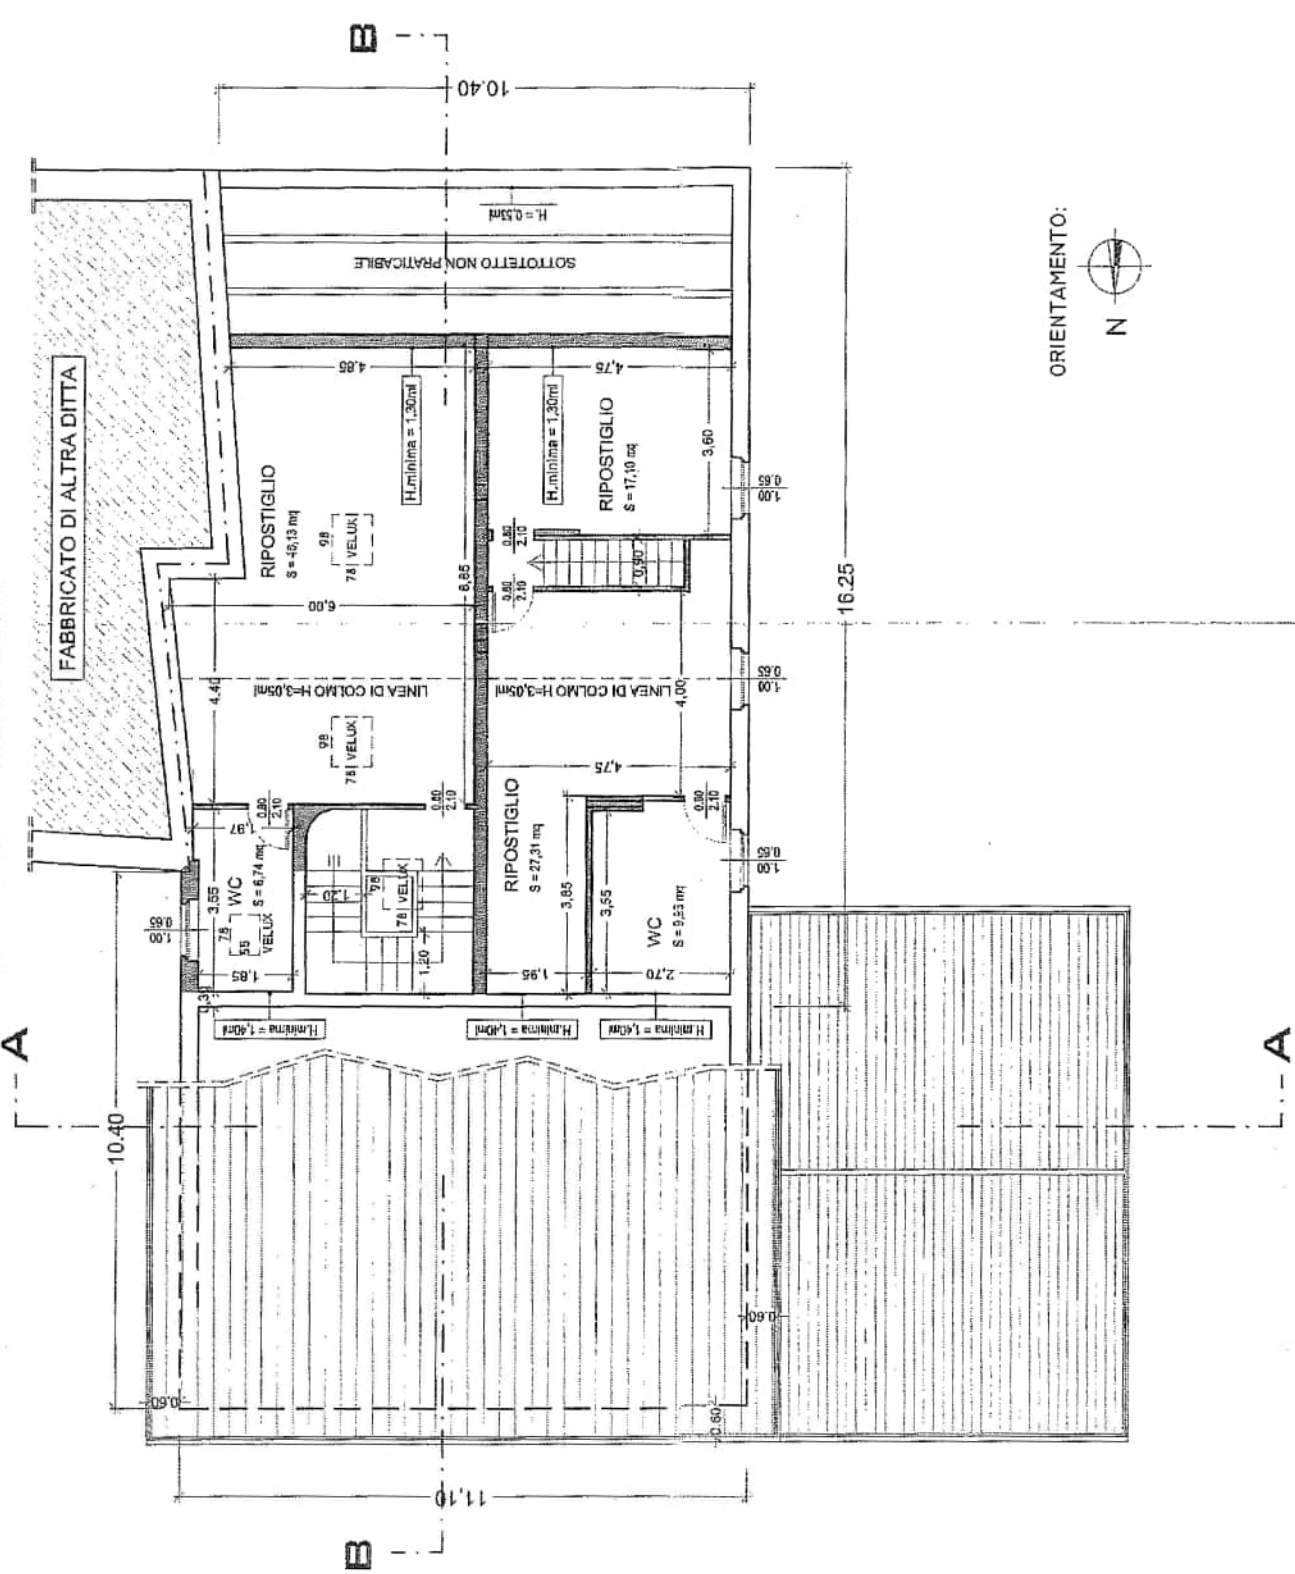 B
10.40
H. = 0,53ml
SOTTOTETTO NON PRATICABILE
FABBRICATO DI ALTRA DITTA
ORIENTAMENTO:
N
4.85
4,75
H.minima = 1,30ml
H.minima = 1,30ml
RIPOSTIGLIO
RIPOSTIGLIO
S = 17,10 mq
3,60
0.65
1.00
98
78 VELUX
0.80
2.10
0,90
0.80
2.10
6,00
16.25
4.40
LINEA DI COLMO H=3,05ml
LINEA DI COLMO H=3,05ml
4,00
0.65
1.00
98
78 VELUX
4,75
0.80
2.10
0.80
2.10
0.80
2.10
1,97
WC
S = 6,74 mq
3.55
78
55
VELUX
0.65
1.00
1,85
1,20
98
78 VELUX
1,20
RIPOSTIGLIO
S = 27,31 mq
3,85
3,55
WC
0.65
1.00
1,95
2,70
H.minima = 1,40ml
H.minima = 1,40ml
H.minima = 1,40ml
A
A
10.40
0.60
0.60
0.60
11,10
B